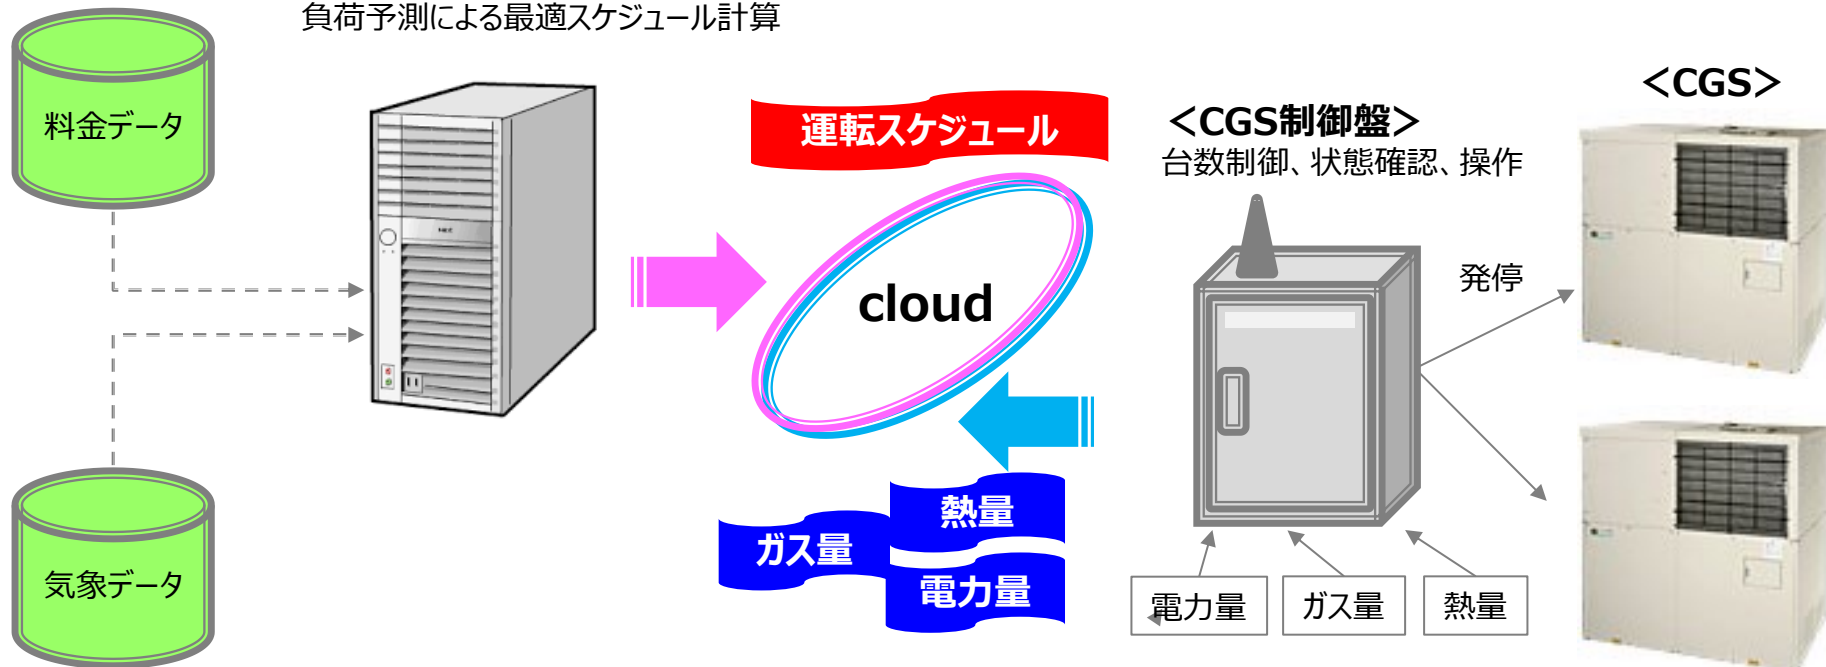 負荷予測による最適スケジュール計算
料金データ
気象データ
NEC
運転スケジュール
cloud
熱量
ガス量
電力量
<CGS制御盤>
台数制御、状態確認、操作
発停
<CGS>
電力量
ガス量
熱量